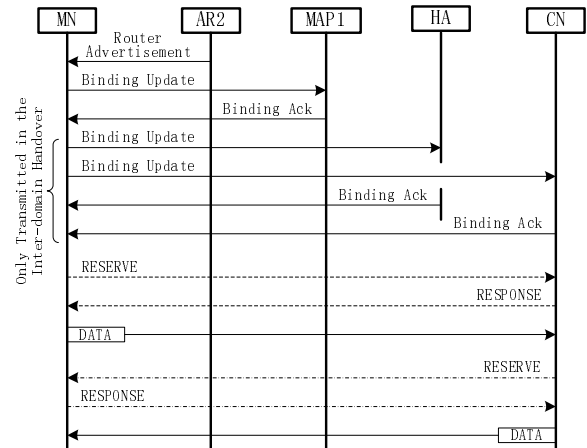 MN AR2 MAP1 HA CN
Router
Advertisement
Binding Update
Binding Ack
Binding Update
Binding Update
Binding Ack
Binding Ack
Only Transmitted in the
Inter-domain Handover
RESERVE
RESPONSE
DATA
RESERVE
RESPONSE
DATA